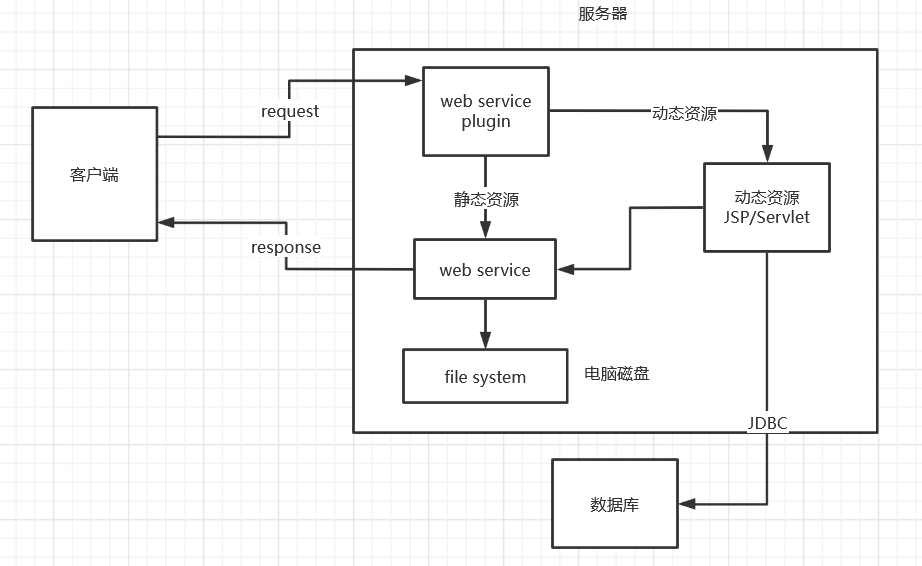 服务器
web service
plugin
request
动态资源
客户端
静态资源
动态资源
JSP/Servlet
response
web service
file system
电脑磁盘
JDBC
数据库